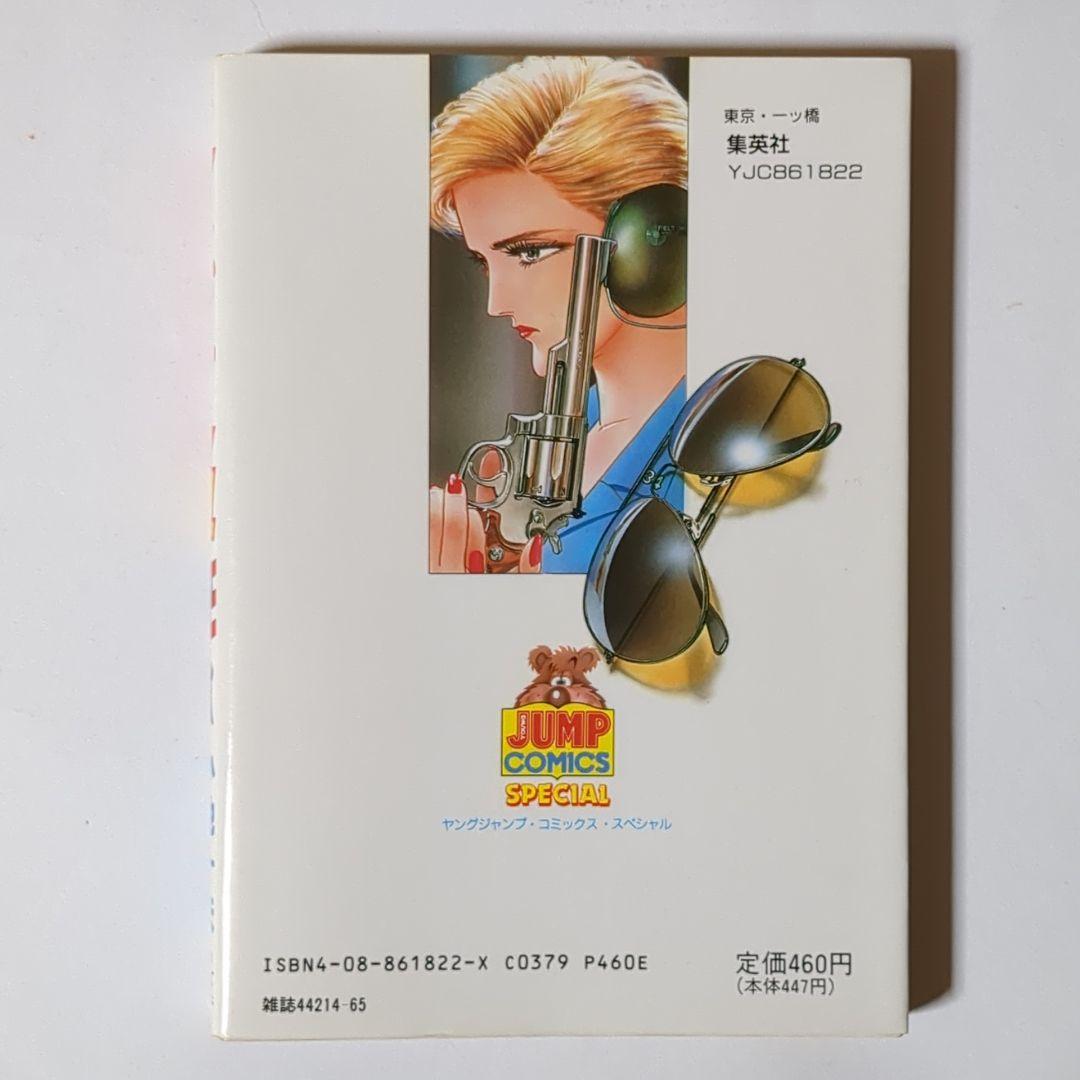 東京・一ッ橋
集英社
YJC861822
YOUNG
JUMP
COMICS
SPECIAL
ヤングジャンプ・コミックス・スペシャル
ISBN4-08-861822-X C0379 P460E
定価460円
(本体447円)
雑誌44214-65